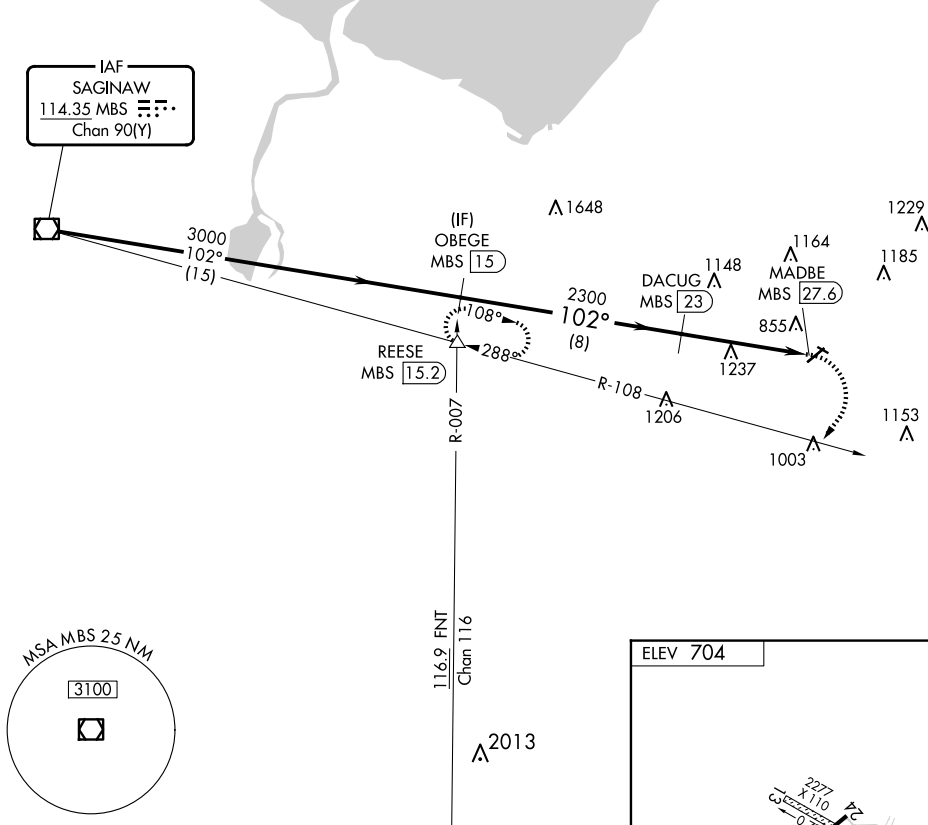 IAF
SAGINAW
114.35 MBS
Chan 90(Y)
1648
1229
(IF)
OBEGE
MBS 15
3000
102°
(15)
1164
1185
1148
DACUG
MBS 23
MADBE
MBS 27.6
2300
102°
(8)
855
108°
288°
REESE
MBS 15.2
1237
R-108
1206
R-007
1153
1003
116.9 FNT
Chan 116
MSA MBS 25 NM
3100
ELEV 704
2013
2277
X 110
24
13